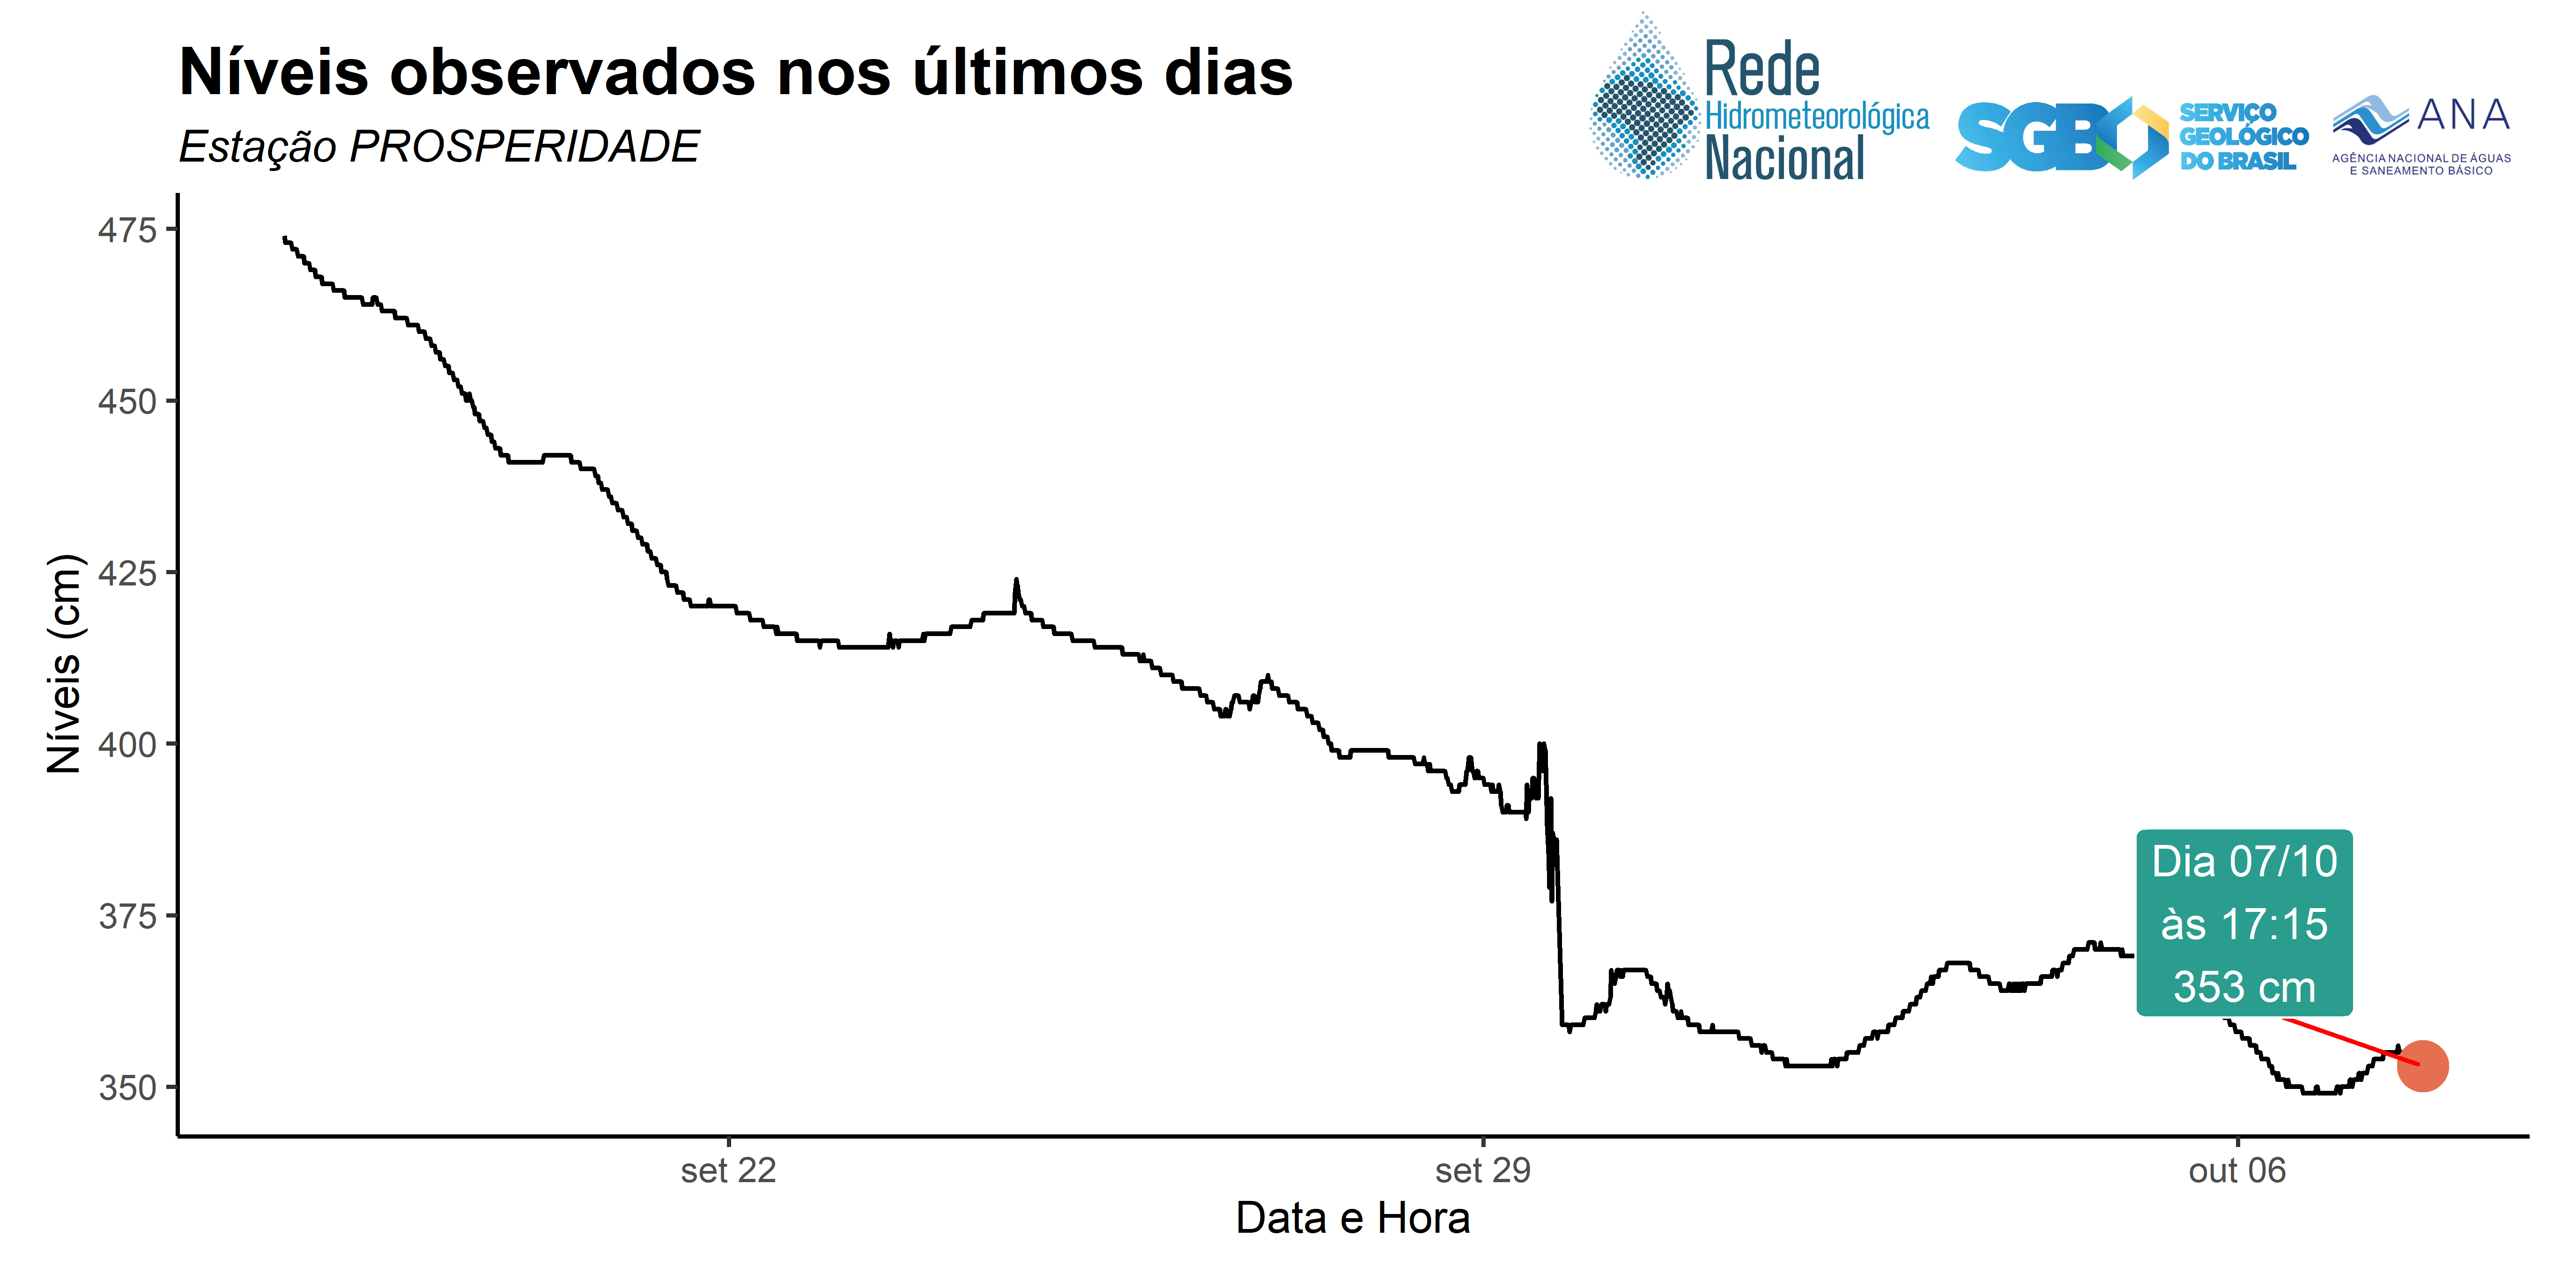 Níveis observados nos últimos dias
Estação PROSPERIDADE
Rede
Hidrometeorológica
Nacional
SGB
SERVIÇO
GEOLÓGICO
DO BRASIL
ANA
AGÊNCIA NACIONAL DE ÁGUAS
E SANEAMENTO BÁSICO
Níveis (cm)
475
450
425
400
375
350
Dia 07/10
às 17:15
353 cm
set 22
set 29
out 06
Data e Hora